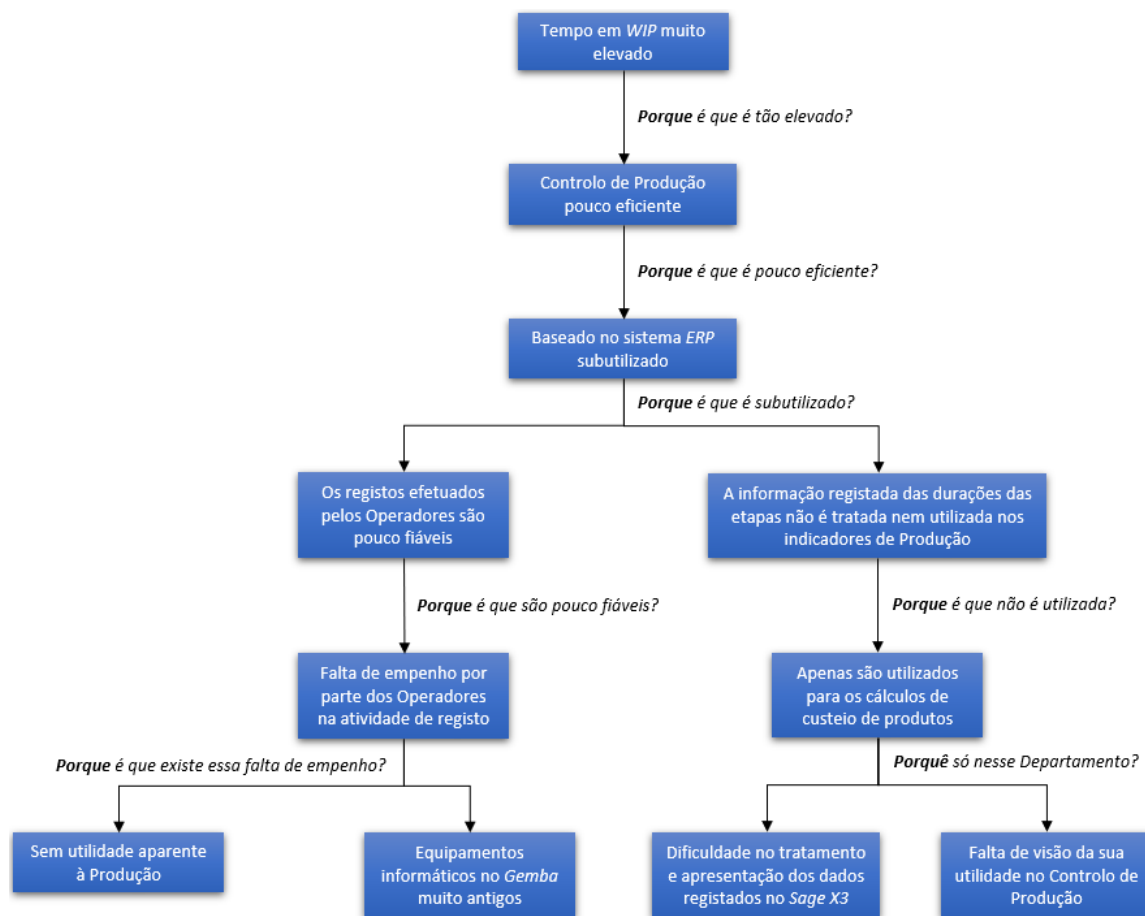 Tempo em WIP muito
elevado
Porque é que é tão elevado?
Controlo de Produção
pouco eficiente
Porque é que é pouco eficiente?
Baseado no sistema ERP
subutilizado
Porque é que é subutilizado?
Os registos efetuados
pelos Operadores são
pouco fiáveis
A informação registada das durações das
etapas não é tratada nem utilizada nos
indicadores de Produção
Porque é que são pouco fiáveis?
Porque é que não é utilizada?
Falta de empenho por
parte dos Operadores
na atividade de registo
Apenas são utilizados
para os cálculos de
custeio de produtos
Porque é que existe essa falta de empenho?
Porquê só nesse Departamento?
Sem utilidade aparente
à Produção
Equipamentos
informáticos no Gemba
muito antigos
Dificuldade no tratamento
e apresentação dos dados
registados no Sage X3
Falta de visão da sua
utilidade no Controlo de
Produção